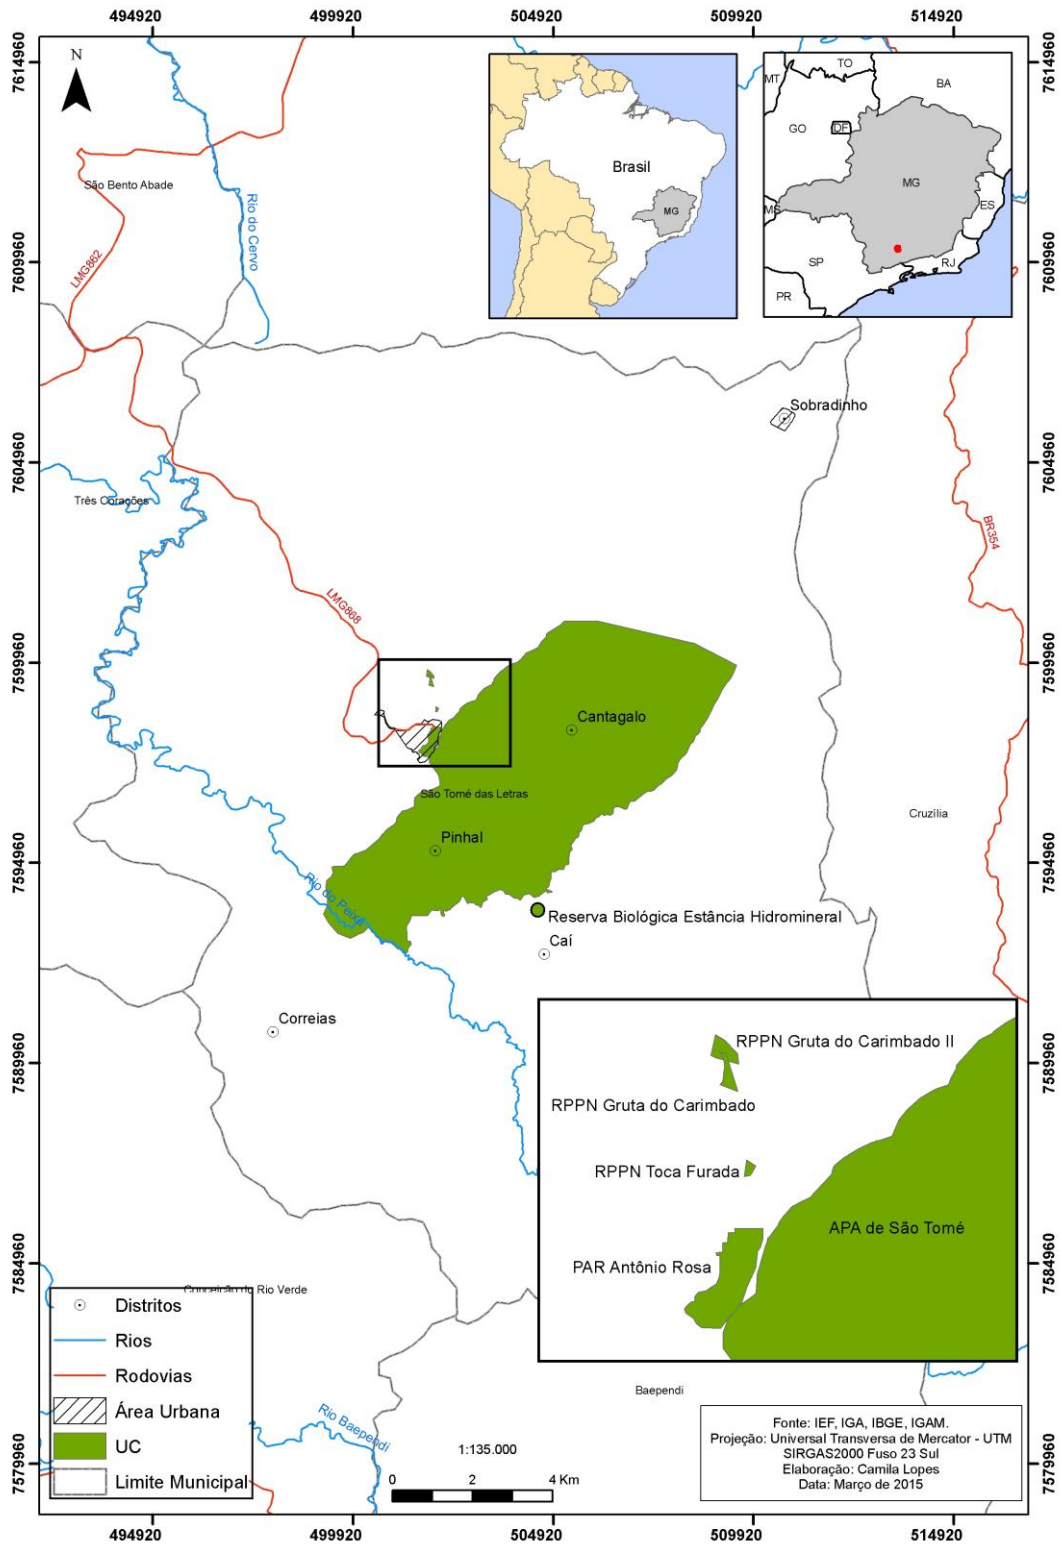 494920
499920
504920
509920
514920
7614960
7614960
N
TO
MT
BA
GO
DF
Brasil
São Bento Abade
MG
MG
MS
ES
Rio do Cervo
7609960
LMG862
SP
RJ
7609960
PR
Sobradinho
7604960
7604960
Três Corações
BR354
LMG868
7599960
7599960
Cantagalo
São Tomé das Letras
Cruzília
Pinhal
7594960
7594960
Rio do Peixe
Reserva Biológica Estância Hidromineral
Caí
Correias
7589960
RPPN Gruta do Carimbado II
7589960
RPPN Gruta do Carimbado
RPPN Toca Furada
APA de São Tomé
PAR Antônio Rosa
7584960
7584960
Conceição do Rio Verde
Distritos
Rios
Rodovias
Área Urbana
UC
Limite Municipal
Baependi
Rio Baependi
1:135.000
0 2 4 Km
Fonte: IEF, IGA, IBGE, IGAM.
Projeção: Universal Transversa de Mercator - UTM
SIRGAS2000 Fuso 23 Sul
Elaboração: Camila Lopes
Data: Março de 2015
7579960
7579960
494920
499920
504920
509920
514920